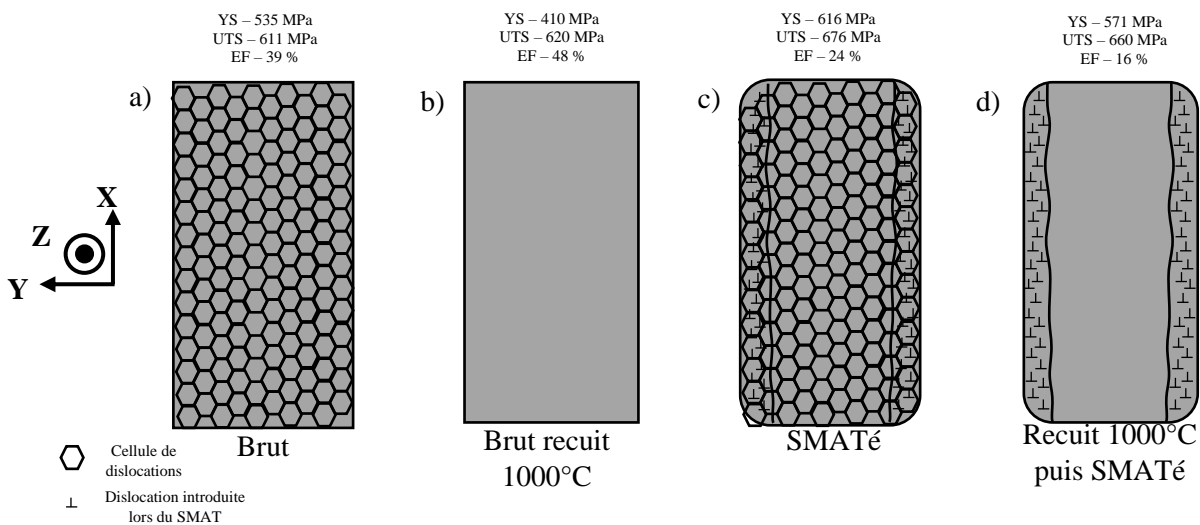 YS – 535 MPa
UTS – 611 MPa
EF – 39 %
YS – 410 MPa
UTS – 620 MPa
EF – 48 %
YS – 616 MPa
UTS – 676 MPa
EF – 24 %
YS – 571 MPa
UTS – 660 MPa
EF – 16 %
a)
b)
c)
d)
X
Z
Y
Brut
Brut recuit
1000°C
SMATé
Recuit 1000°C
puis SMATé
Cellule de
dislocations
Dislocation introduite
lors du SMAT